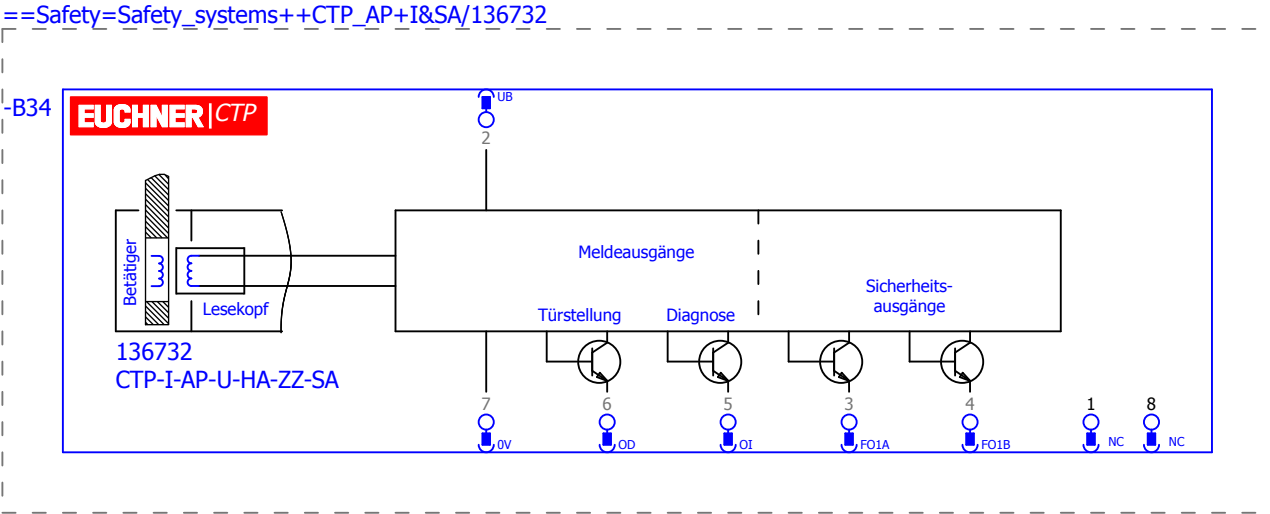 ==Safety=Safety_systems++CTP_AP+I&SA/136732
-B34
EUCHNER|CTP
UB
2
Betätiger
Lesekopf
Meldeausgänge
Sicherheits-
ausgänge
Türstellung
Diagnose
136732
CTP-I-AP-U-HA-ZZ-SA
7
6
5
3
4
1
8
0V
OD
OI
FO1A
FO1B
NC
NC